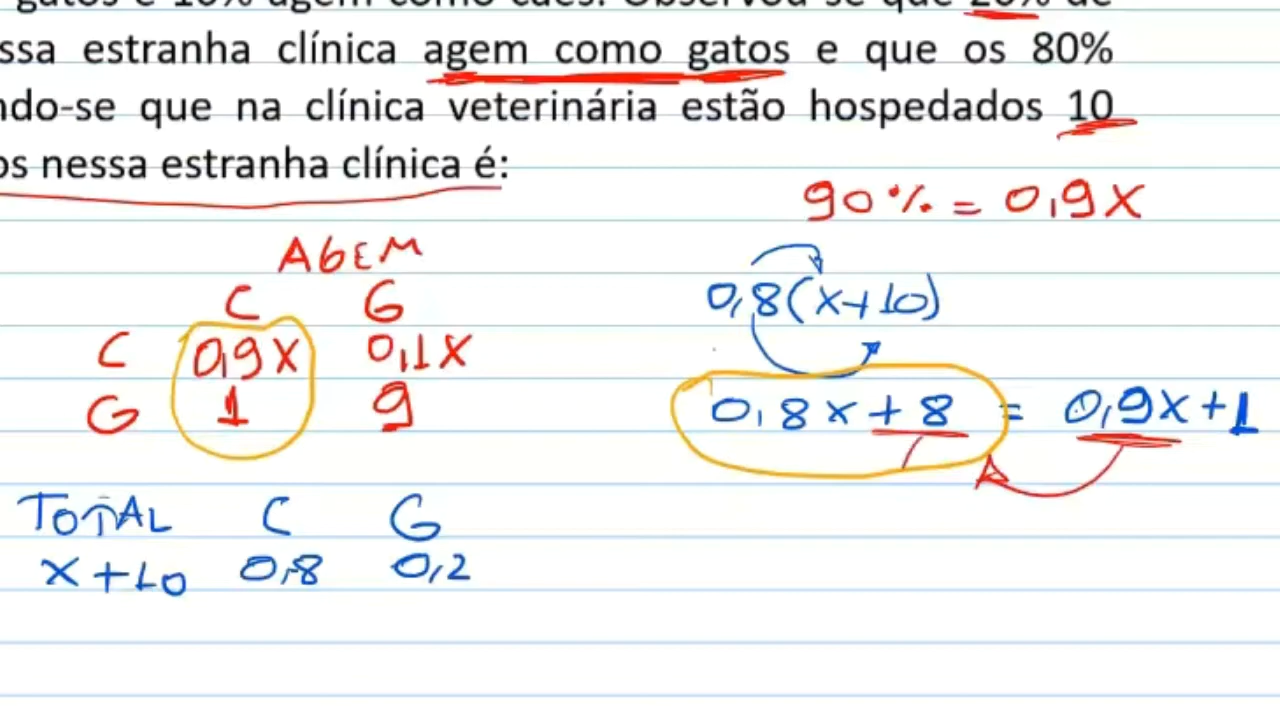 gatos e 10% agem como cães. Observou-se que 20% de
ssa estranha clínica agem como gatos e que os 80%
ndo-se que na clínica veterinária estão hospedados 10
os nessa estranha clínica é:
90% = 0,9x
AGEM
C G
0,8(x+10)
C 0,9x 0,1x
G 1 9
0,8x + 8 = 0,9x + 1
TOTAL C G
x+10 0,8 0,2